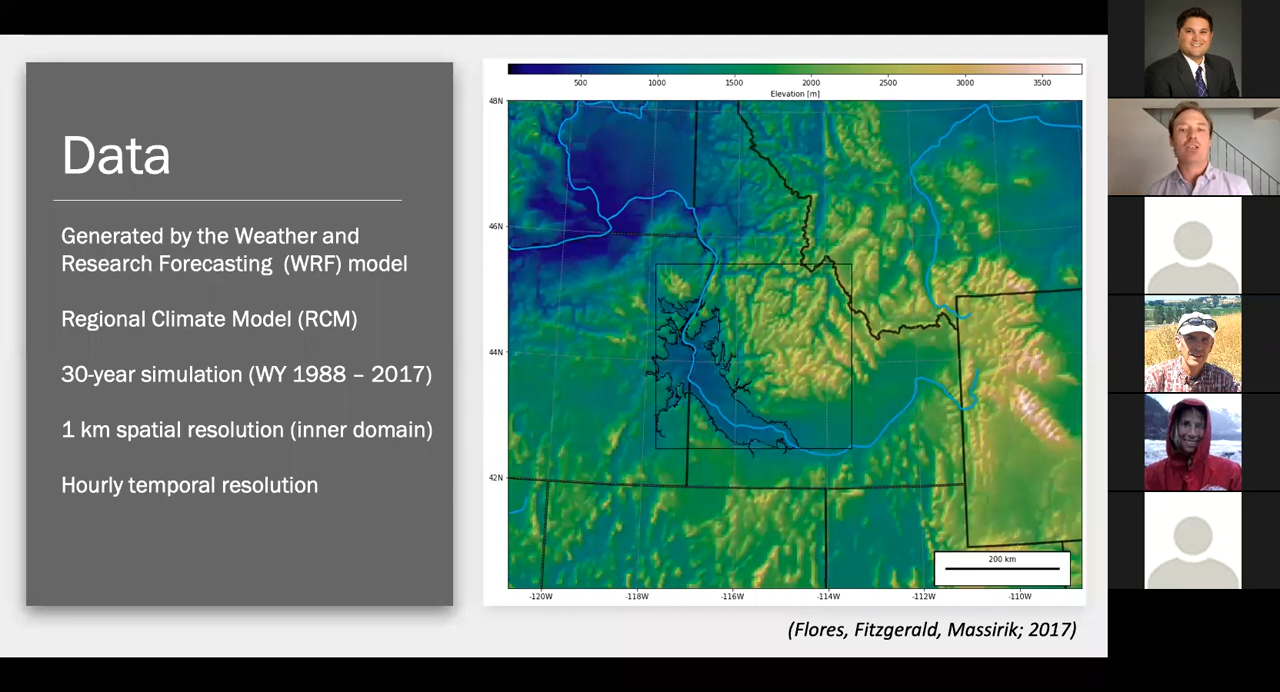 Data
Generated by the Weather and
Research Forecasting (WRF) model
Regional Climate Model (RCM)
30-year simulation (WY 1988 – 2017)
1 km spatial resolution (inner domain)
Hourly temporal resolution
500 1000 1500 2000 2500 3000 3500
Elevation [m]
48N
46N
44N
42N
200 km
-120W -118W -116W -114W -112W -110W
(Flores, Fitzgerald, Massirik; 2017)